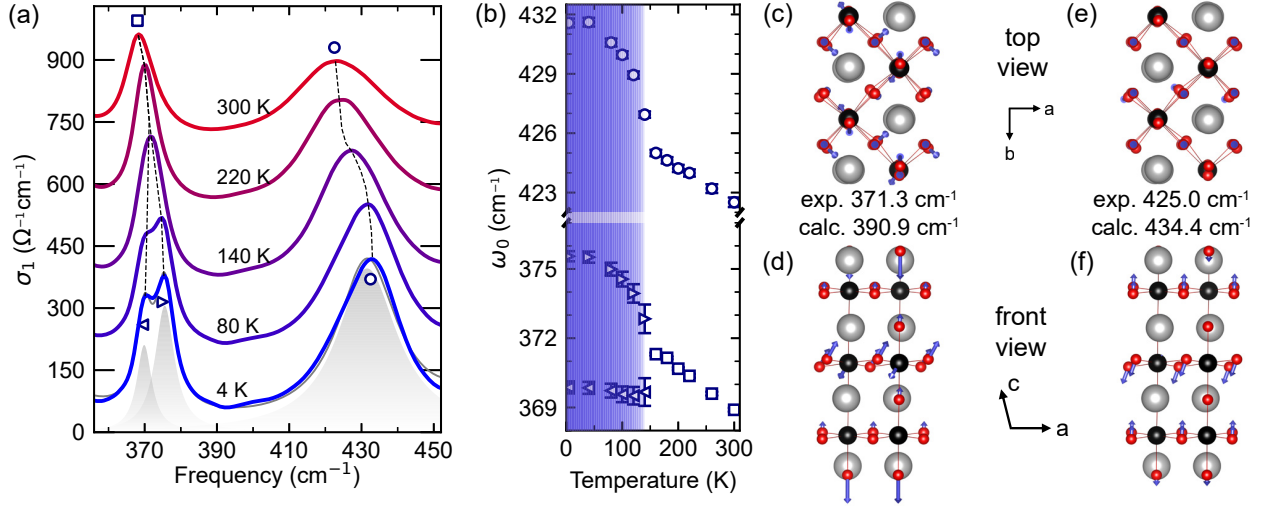 (a)
900
750
600
450
300
150
0
σ₁ (Ω⁻¹cm⁻¹)
300 K
220 K
140 K
80 K
4 K
370
390
410
430
450
Frequency (cm⁻¹)
(b)
432
429
426
423
375
372
369
ω₀ (cm⁻¹)
0
100
200
300
Temperature (K)
(c)
top
view
a
b
(e)
exp. 371.3 cm⁻¹
calc. 390.9 cm⁻¹
exp. 425.0 cm⁻¹
calc. 434.4 cm⁻¹
(d)
front
view
c
a
(f)